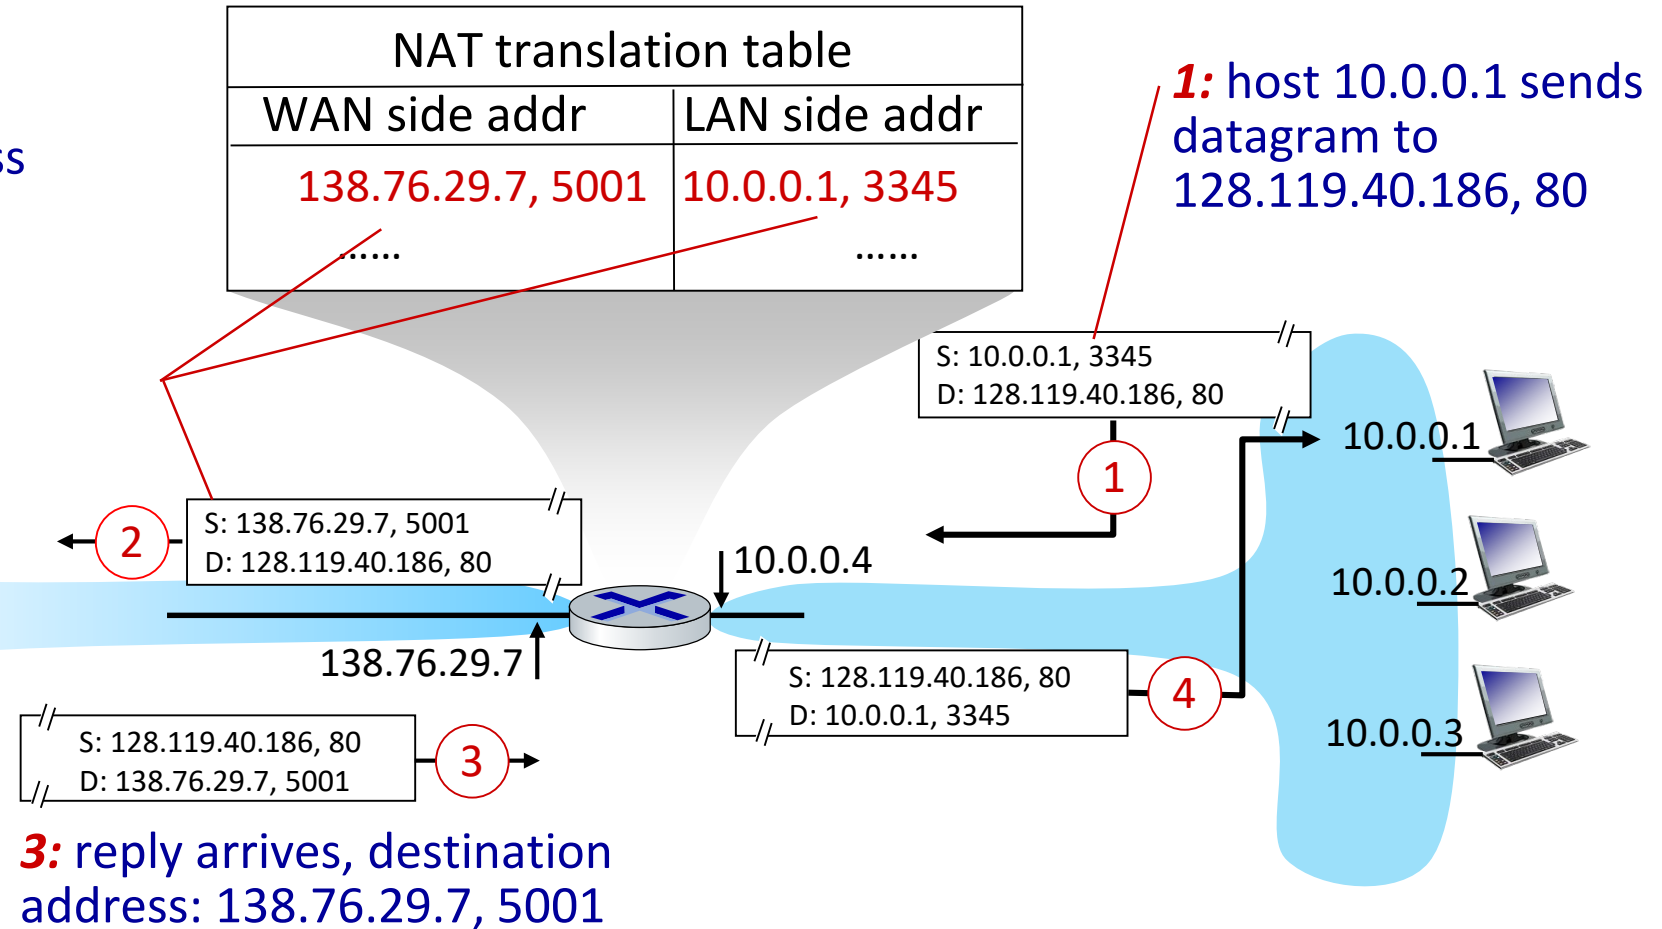 NAT translation table
WAN side addr LAN side addr
138.76.29.7, 5001 10.0.0.1, 3345
...... ......
1: host 10.0.0.1 sends
datagram to
128.119.40.186, 80
S: 10.0.0.1, 3345
D: 128.119.40.186, 80
1
10.0.0.1
2
S: 138.76.29.7, 5001
D: 128.119.40.186, 80
10.0.0.4
10.0.0.2
138.76.29.7
S: 128.119.40.186, 80
D: 10.0.0.1, 3345
4
10.0.0.3
S: 128.119.40.186, 80
D: 138.76.29.7, 5001
3
3: reply arrives, destination
address: 138.76.29.7, 5001